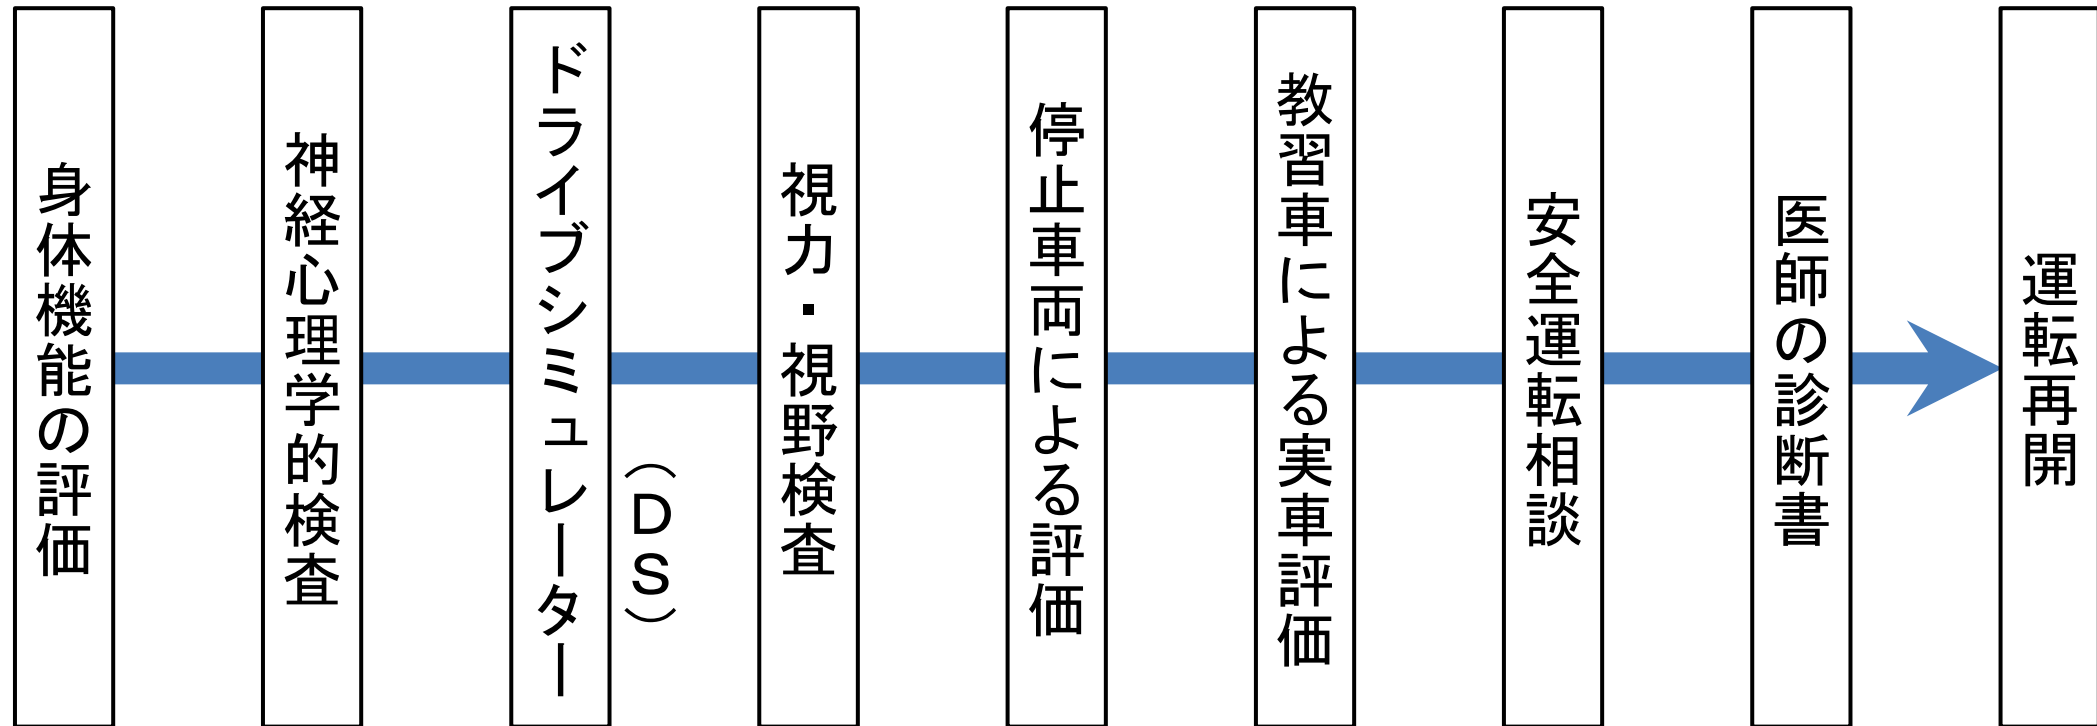 身体機能の評価
神経心理学的検査
ドライブシミュレーター
（ＤＳ）
視力・視野検査
停止車両による評価
教習車による実車評価
安全運転相談
医師の診断書
運転再開